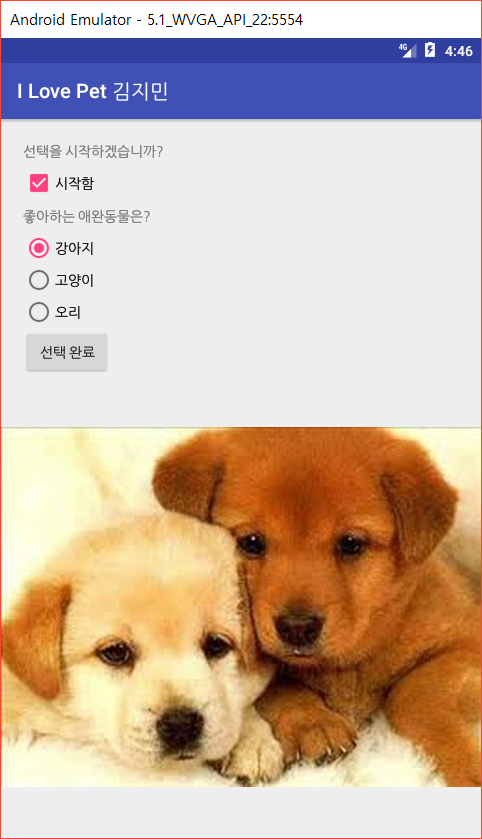 Android Emulator - 5.1_WVGA_API_22:5554
4G 4:46
I Love Pet 김지민
선택을 시작하겠습니까?
시작함
좋아하는 애완동물은?
강아지
고양이
오리
선택 완료